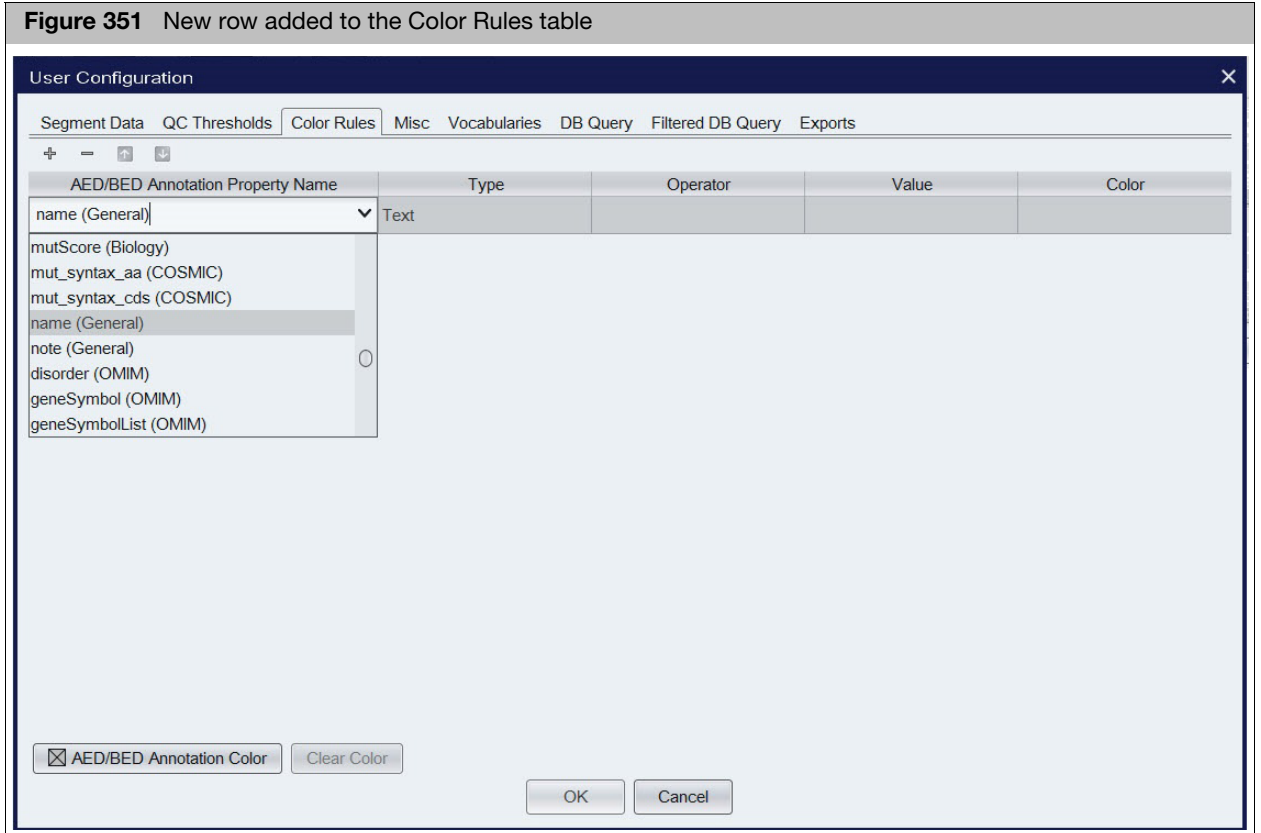 Figure 351 New row added to the Color Rules table
User Configuration
Segment Data QC Thresholds Color Rules Misc Vocabularies DB Query Filtered DB Query Exports
AED/BED Annotation Property Name Type Operator Value Color
name (General) Text
mutScore (Biology)
mut_syntax_aa (COSMIC)
mut_syntax_cds (COSMIC)
name (General)
note (General)
disorder (OMIM)
geneSymbol (OMIM)
geneSymbolList (OMIM)
AED/BED Annotation Color Clear Color
OK Cancel